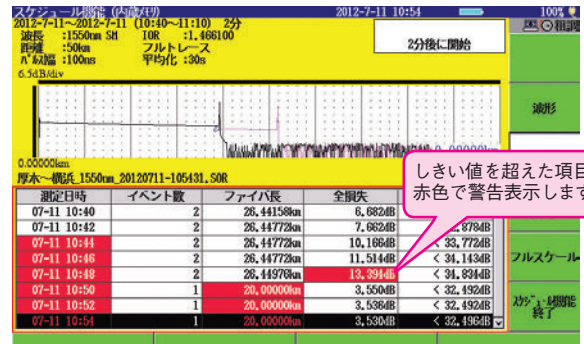 スケジュール機能 (内蔵メモリ) 2012-7-11 10:54 100%
2012-7-11～2012-7-11 (10:40～11:10) 2分
波長 :1550nm SM IOR :1.466100
距離 :50km フルトレース
パルス幅 :100ns 平均化 :30s
2分後に開始
6.5dB/div
波形
0.00000km
厚木～横浜_1550nm_20120711-105431.SOR
しきい値を超えた項目
赤色で警告表示します
測定日時 イベント数 ファイバ長 全損失
07-11 10:40 2 26.44158km 6.682dB
07-11 10:42 2 26.44772km 7.662dB .878dB
07-11 10:44 2 26.44772km 10.166dB < 33.772dB
07-11 10:46 2 26.44772km 11.514dB < 34.143dB
07-11 10:48 2 26.44976km 13.394dB < 34.834dB
07-11 10:50 1 20.00000km 3.550dB < 32.492dB
07-11 10:52 1 20.00000km 3.536dB < 32.492dB
07-11 10:54 1 20.00000km 3.530dB < 32.496dB
フルスケール
スケジュール機能
終了